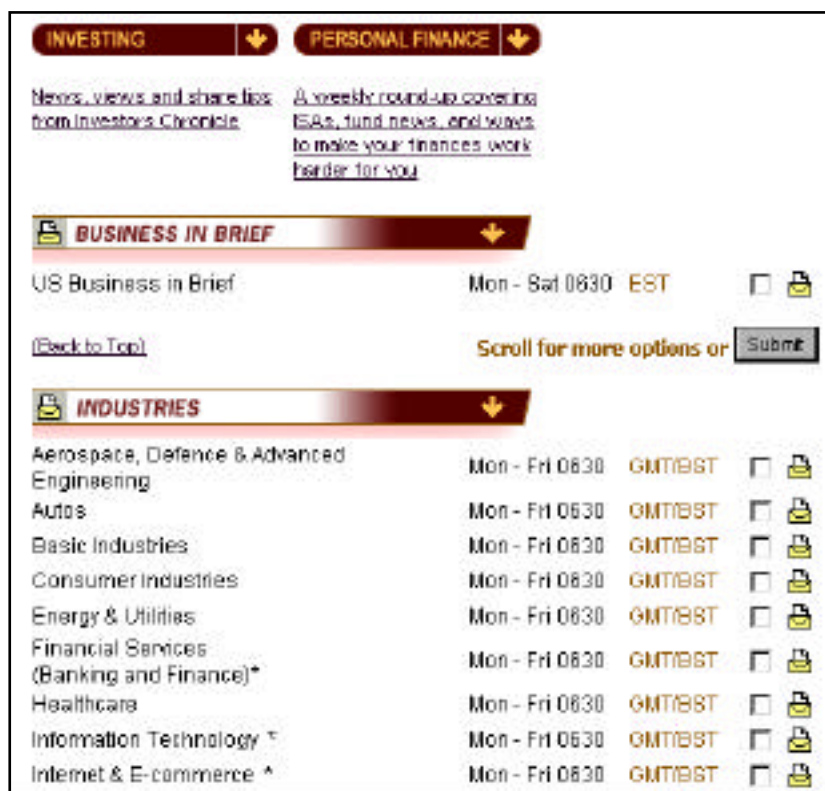 INVESTING
PERSONAL FINANCE
News, views and share tips
from Investors Chronicle
A weekly round-up covering
ISAs, fund news, and ways
to make your finances work
harder for you
BUSINESS IN BRIEF
US Business in Brief Mon - Sat 0630 EST
(Back to Top) Scroll for more options or Submit
INDUSTRIES
Aerospace, Defence & Advanced
Engineering Mon - Fri 0630 GMT/BST
Autos Mon - Fri 0630 GMT/BST
Basic Industries Mon - Fri 0630 GMT/BST
Consumer Industries Mon - Fri 0630 GMT/BST
Energy & Utilities Mon - Fri 0630 GMT/BST
Financial Services
(Banking and Finance)* Mon - Fri 0630 GMT/BST
Healthcare Mon - Fri 0630 GMT/BST
Information Technology * Mon - Fri 0630 GMT/BST
Internet & E-commerce * Mon - Fri 0630 GMT/BST